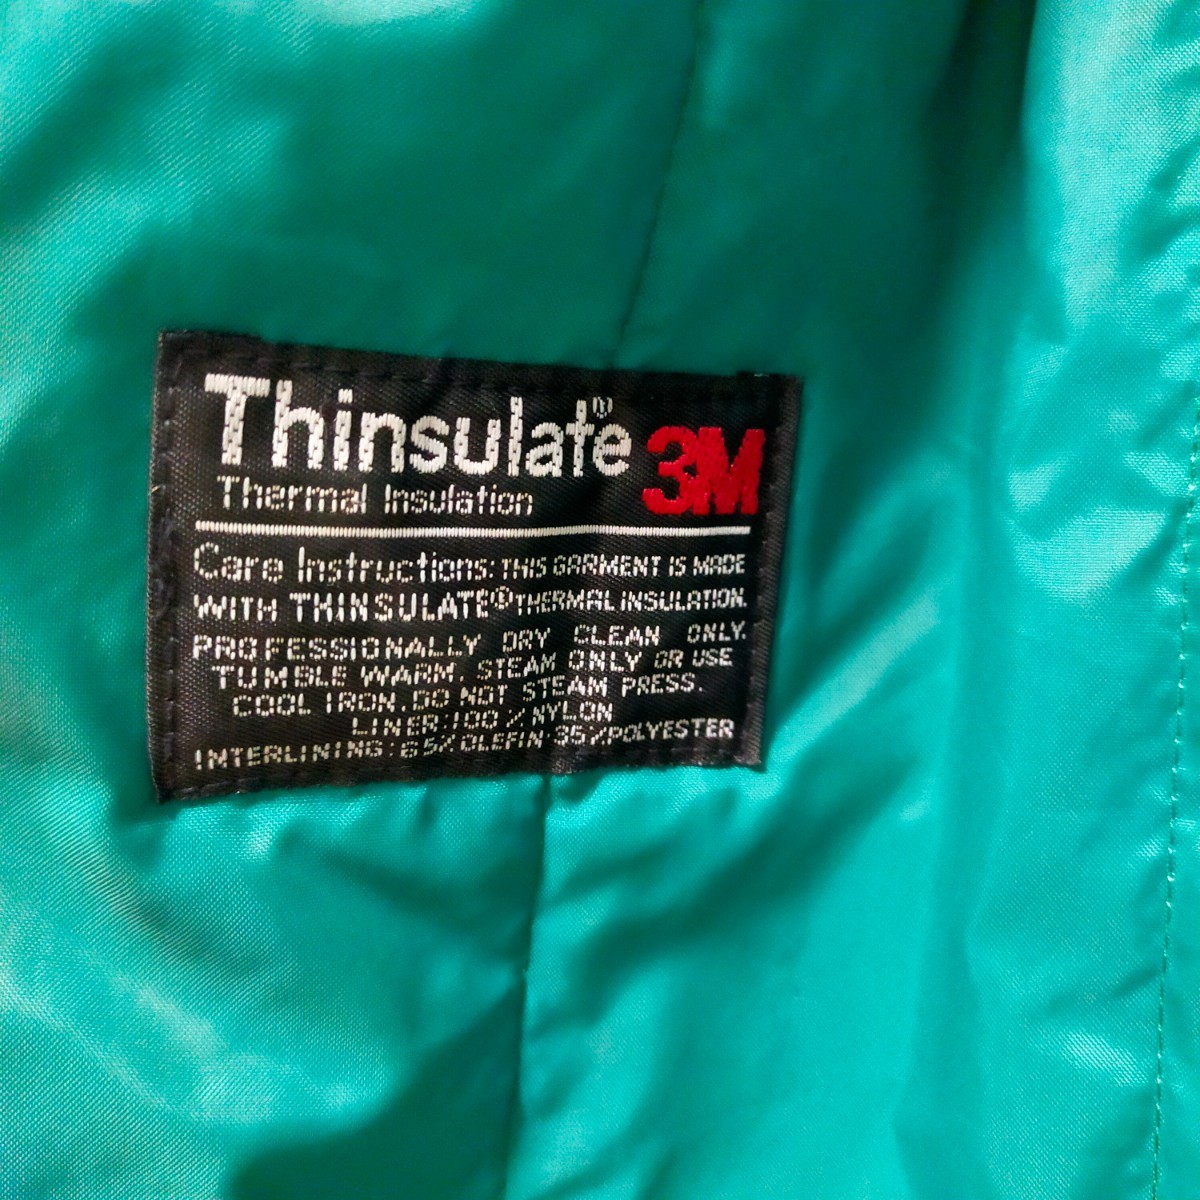 Thinsulate® 3M
Thermal Insulation
Care Instructions: THIS GARMENT IS MADE
WITH THINSULATE® THERMAL INSULATION.
PROFESSIONALLY DRY CLEAN ONLY.
TUMBLE WARM, STEAM ONLY OR USE
COOL IRON. DO NOT STEAM PRESS.
LINER: 100% NYLON
INTERLINING: 65% OLEFIN 35% POLYESTER